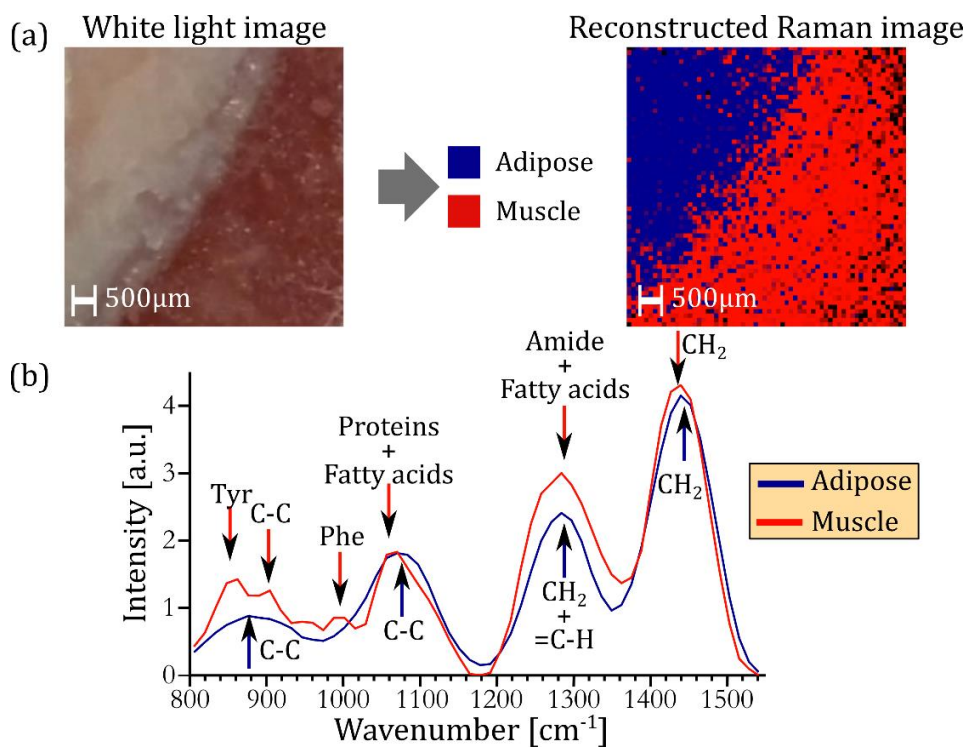 (a)
White light image
Reconstructed Raman image
Adipose
Muscle
500μm
500μm
(b)
Intensity [a.u.]
4
3
2
1
0
Tyr
C-C
Phe
Proteins
+
Fatty acids
Amide
+
Fatty acids
CH₂
C-C
C-C
CH₂
+
=C-H
CH₂
Adipose
Muscle
800
900
1000
1100
1200
1300
1400
1500
Wavenumber [cm⁻¹]